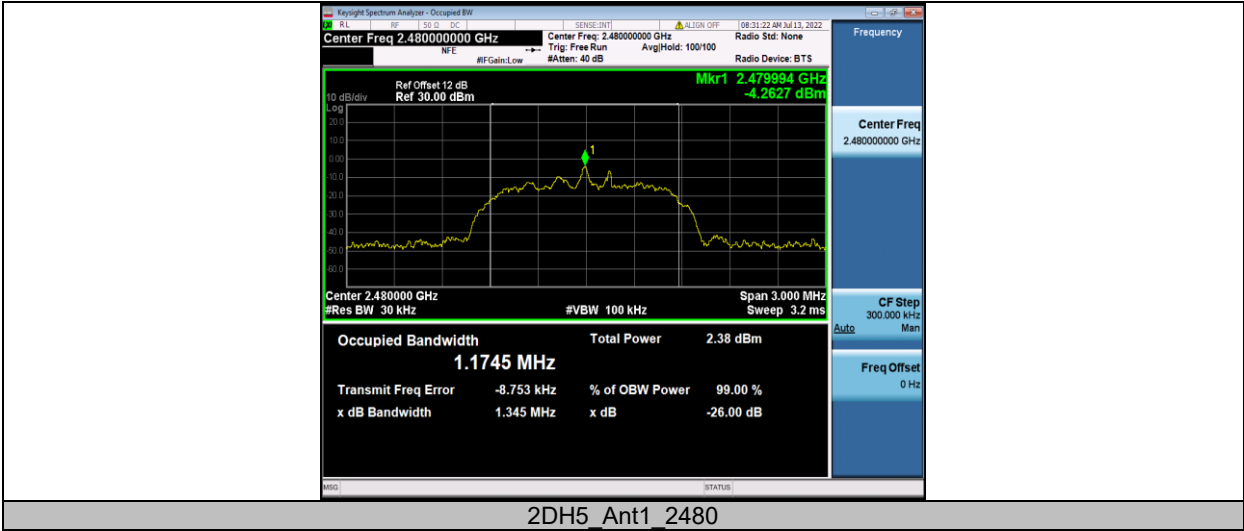 Keysight Spectrum Analyzer - Occupied BW
RL RF 50 Ω DC SENSE:INT ALIGN OFF 08:31:22 AM Jul 13, 2022
Center Freq 2.480000000 GHz Center Freq: 2.480000000 GHz Radio Std: None
NFE Trig: Free Run Avg|Hold: 100/100
#IFGain:Low #Atten: 40 dB Radio Device: BTS
Frequency
Mkr1 2.479994 GHz
-4.2627 dBm
Ref Offset 12 dB
10 dB/div Ref 30.00 dBm
Log
20.0
10.0
0.00
-10.0
-20.0
-30.0
-40.0
-50.0
-60.0
1
Center Freq
2.480000000 GHz
Center 2.480000 GHz Span 3.000 MHz
#Res BW 30 kHz #VBW 100 kHz Sweep 3.2 ms
CF Step
300.000 kHz
Auto Man
Occupied Bandwidth Total Power 2.38 dBm
1.1745 MHz
Transmit Freq Error -8.753 kHz % of OBW Power 99.00 %
x dB Bandwidth 1.345 MHz x dB -26.00 dB
Freq Offset
0 Hz
MSG STATUS
2DH5_Ant1_2480